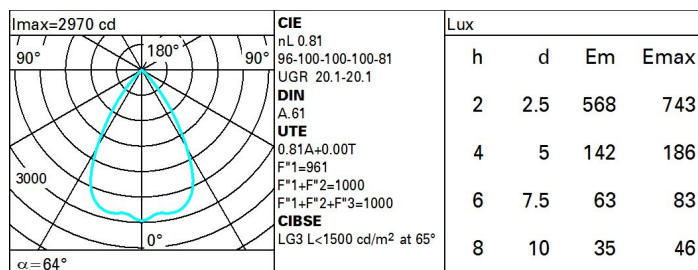 Imax=2970 cd
90° 180° 90°
3000
0°
α=64°
CIE
nL 0.81
96-100-100-100-81
UGR 20.1-20.1
DIN
A.61
UTE
0.81A+0.00T
F"1=961
F"1+F"2=1000
F"1+F"2+F"3=1000
CIBSE
LG3 L<1500 cd/m² at 65°
Lux
h d Em Emax
2 2.5 568 743
4 5 142 186
6 7.5 63 83
8 10 35 46